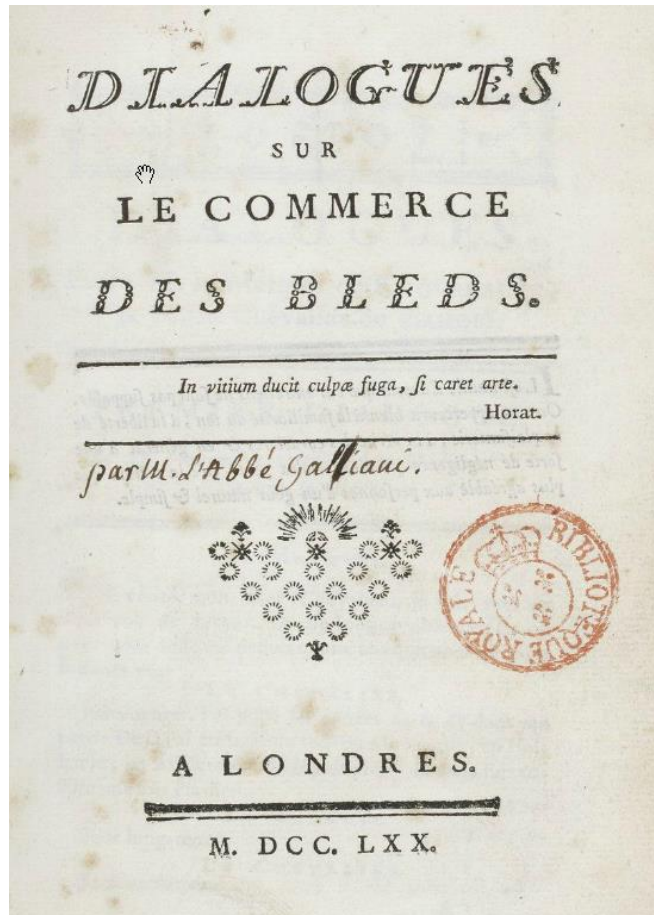 DIALOGUES
SUR
LE COMMERCE
DES BLEDS.
In vitium ducit culpæ fuga, ſi caret arte.
Horat.
par M. l'Abbé Galliani.
BIBLIOTEQUE ROYALE
A LONDRES.
M. DCC. LXX.